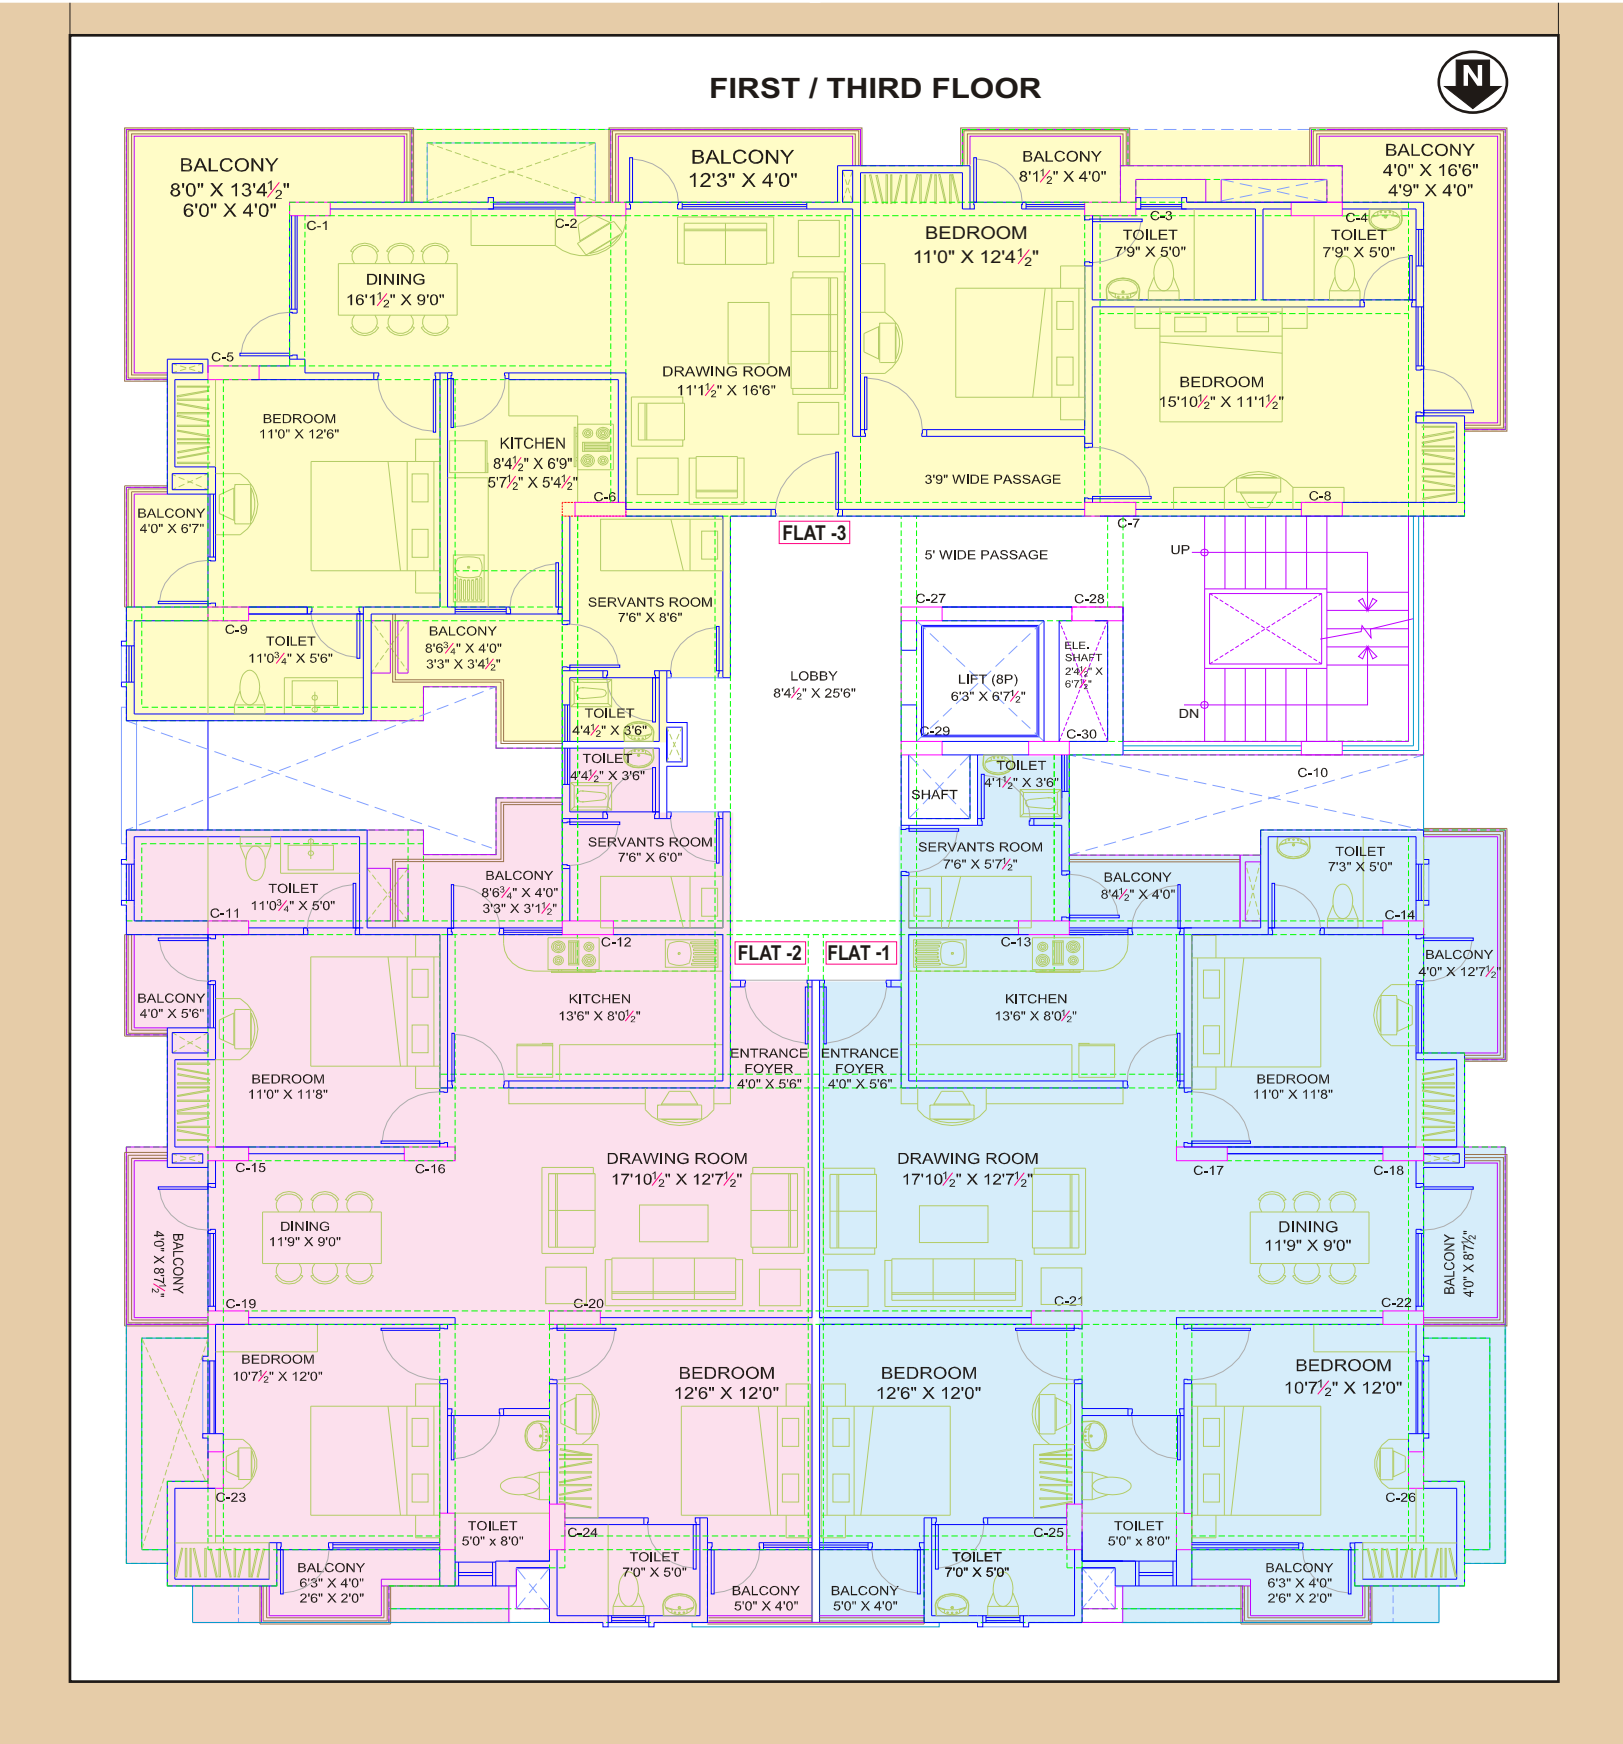 FIRST / THIRD FLOOR
N
BALCONY
8'0" X 13'4½"
6'0" X 4'0"
BALCONY
12'3" X 4'0"
BALCONY
8'1½" X 4'0"
BALCONY
4'0" X 16'6"
4'9" X 4'0"
C-1
C-2
C-3
C-4
DINING
16'1½" X 9'0"
BEDROOM
11'0" X 12'4½"
TOILET
7'9" X 5'0"
TOILET
7'9" X 5'0"
C-5
DRAWING ROOM
11'1½" X 16'6"
BEDROOM
15'10½" X 11'1½"
BEDROOM
11'0" X 12'6"
KITCHEN
8'4½" X 6'9"
5'7½" X 5'4½"
3'9" WIDE PASSAGE
C-6
C-8
BALCONY
4'0" X 6'7"
FLAT -3
C-7
5' WIDE PASSAGE
UP
C-9
SERVANTS ROOM
7'6" X 8'6"
C-27
C-28
TOILET
11'0¾" X 5'6"
BALCONY
8'6¾" X 4'0"
3'3" X 3'4½"
LOBBY
8'4½" X 25'6"
LIFT (8P)
6'3" X 6'7½"
ELE.
SHAFT
2'4½" X
6'7½"
DN
TOILET
4'4½" X 3'6"
C-29
C-30
TOILET
4'4½" X 3'6"
SHAFT
TOILET
4'1½" X 3'6"
C-10
SERVANTS ROOM
7'6" X 6'0"
SERVANTS ROOM
7'6" X 5'7½"
TOILET
7'3" X 5'0"
TOILET
11'0¾" X 5'0"
BALCONY
8'6¾" X 4'0"
3'3" X 3'1½"
BALCONY
8'4½" X 4'0"
C-11
C-12
C-13
C-14
FLAT -2
FLAT -1
BALCONY
4'0" X 12'7½"
BALCONY
4'0" X 5'6"
KITCHEN
13'6" X 8'0½"
KITCHEN
13'6" X 8'0½"
ENTRANCE
FOYER
4'0" X 5'6"
ENTRANCE
FOYER
4'0" X 5'6"
BEDROOM
11'0" X 11'8"
BEDROOM
11'0" X 11'8"
C-15
C-16
C-17
C-18
DRAWING ROOM
17'10½" X 12'7½"
DRAWING ROOM
17'10½" X 12'7½"
BALCONY
4'0" X 8'7½"
DINING
11'9" X 9'0"
DINING
11'9" X 9'0"
BALCONY
4'0" X 8'7½"
C-19
C-20
C-21
C-22
BEDROOM
10'7½" X 12'0"
BEDROOM
12'6" X 12'0"
BEDROOM
12'6" X 12'0"
BEDROOM
10'7½" X 12'0"
C-23
C-24
C-25
C-26
TOILET
5'0" x 8'0"
TOILET
5'0" x 8'0"
BALCONY
6'3" X 4'0"
2'6" X 2'0"
TOILET
7'0" X 5'0"
BALCONY
5'0" X 4'0"
BALCONY
5'0" X 4'0"
TOILET
7'0" X 5'0"
BALCONY
6'3" X 4'0"
2'6" X 2'0"